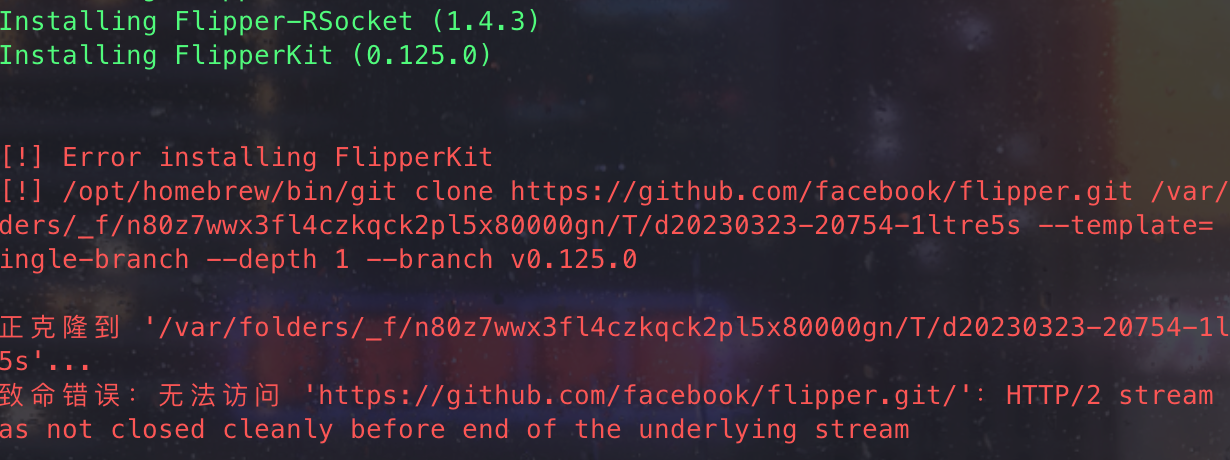 Installing Flipper-RSocket (1.4.3)
Installing FlipperKit (0.125.0)
[!] Error installing FlipperKit
[!] /opt/homebrew/bin/git clone https://github.com/facebook/flipper.git /var/
ders/_f/n80z7wwx3fl4czkqck2pl5x80000gn/T/d20230323-20754-1ltre5s --template=
ingle-branch --depth 1 --branch v0.125.0
正克隆到 '/var/folders/_f/n80z7wwx3fl4czkqck2pl5x80000gn/T/d20230323-20754-1l
5s'...
致命错误：无法访问 'https://github.com/facebook/flipper.git/'：HTTP/2 stream
as not closed cleanly before end of the underlying stream